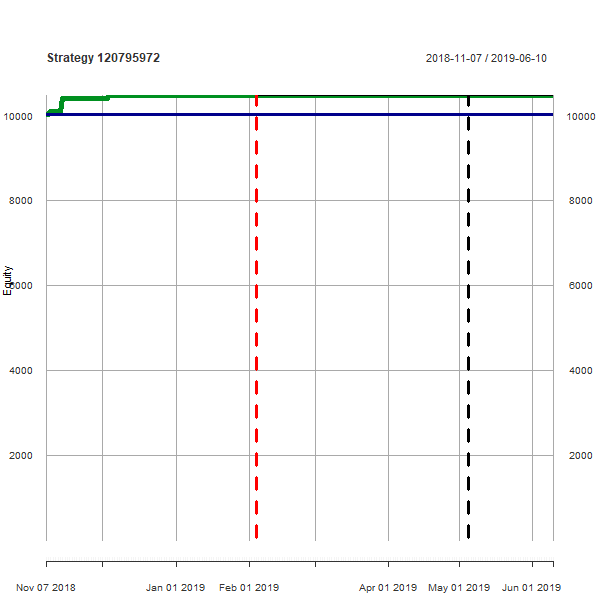 Strategy 120795972
2018-11-07 / 2019-06-10
10000
10000
8000
8000
Equity
6000
6000
4000
4000
2000
2000
Nov 07 2018
Jan 01 2019
Feb 01 2019
Apr 01 2019
May 01 2019
Jun 01 2019